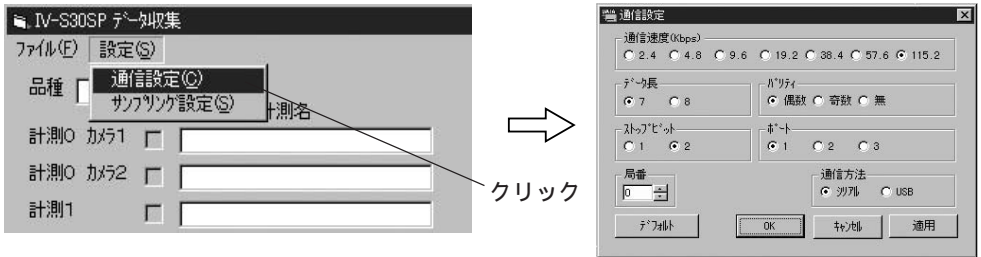 IV-S30SP ﾃﾞｰﾀ収集
ﾌｧｲﾙ(F) 設定(S)
通信設定(C)
ｻﾝﾌﾟﾘﾝｸﾞ設定(S)
品種
計測名
計測0 ｶﾒﾗ1
計測0 ｶﾒﾗ2
計測1
クリック
通信設定
通信速度(Kbps)
2.4 4.8 9.6 19.2 38.4 57.6 115.2
ﾃﾞｰﾀ長
7 8
ﾊﾟﾘﾃｨ
偶数 奇数 無
ｽﾄｯﾌﾟﾋﾞｯﾄ
1 2
ﾎﾟｰﾄ
1 2 3
局番
0
通信方法
ｼﾘｱﾙ USB
ﾃﾞﾌｫﾙﾄ OK ｷｬﾝｾﾙ 適用